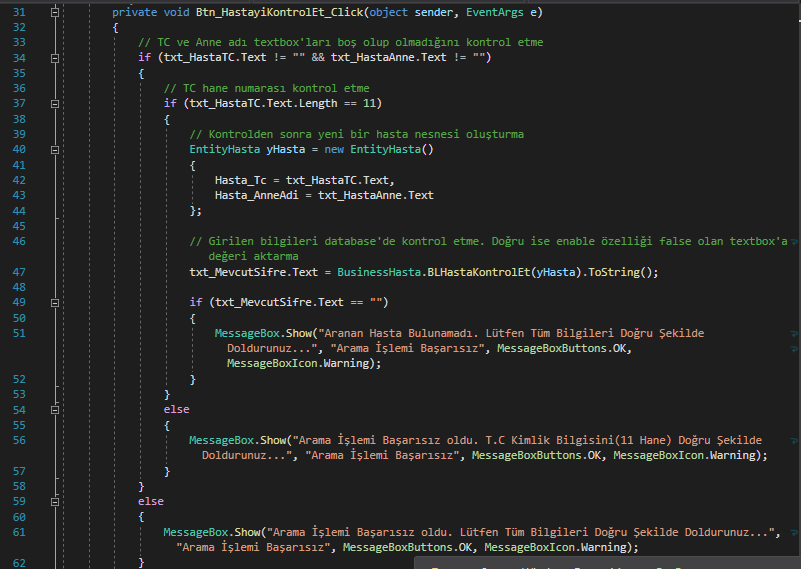 31 private void Btn_HastayiKontrolEt_Click(object sender, EventArgs e)
32 {
33 // TC ve Anne adı textbox'ları boş olup olmadığını kontrol etme
34 if (txt_HastaTC.Text != "" && txt_HastaAnne.Text != "")
35 {
36 // TC hane numarası kontrol etme
37 if (txt_HastaTC.Text.Length == 11)
38 {
39 // Kontrolden sonra yeni bir hasta nesnesi oluşturma
40 EntityHasta yHasta = new EntityHasta()
41 {
42 Hasta_Tc = txt_HastaTC.Text,
43 Hasta_AnneAdi = txt_HastaAnne.Text
44 };
45
46 // Girilen bilgileri database'de kontrol etme. Doğru ise enable özelliği false olan textbox'a
değeri aktarma
47 txt_MevcutSifre.Text = BusinessHasta.BLHastaKontrolEt(yHasta).ToString();
48
49 if (txt_MevcutSifre.Text == "")
50 {
51 MessageBox.Show("Aranan Hasta Bulunamadı. Lütfen Tüm Bilgileri Doğru Şekilde
Doldurunuz...", "Arama İşlemi Başarısız", MessageBoxButtons.OK,
MessageBoxIcon.Warning);
52 }
53 }
54 else
55 {
56 MessageBox.Show("Arama İşlemi Başarısız oldu. T.C Kimlik Bilgisini(11 Hane) Doğru Şekilde
Doldurunuz...", "Arama İşlemi Başarısız", MessageBoxButtons.OK, MessageBoxIcon.Warning);
57 }
58 }
59 else
60 {
61 MessageBox.Show("Arama İşlemi Başarısız oldu. Lütfen Tüm Bilgileri Doğru Şekilde Doldurunuz...",
"Arama İşlemi Başarısız", MessageBoxButtons.OK, MessageBoxIcon.Warning);
62 }